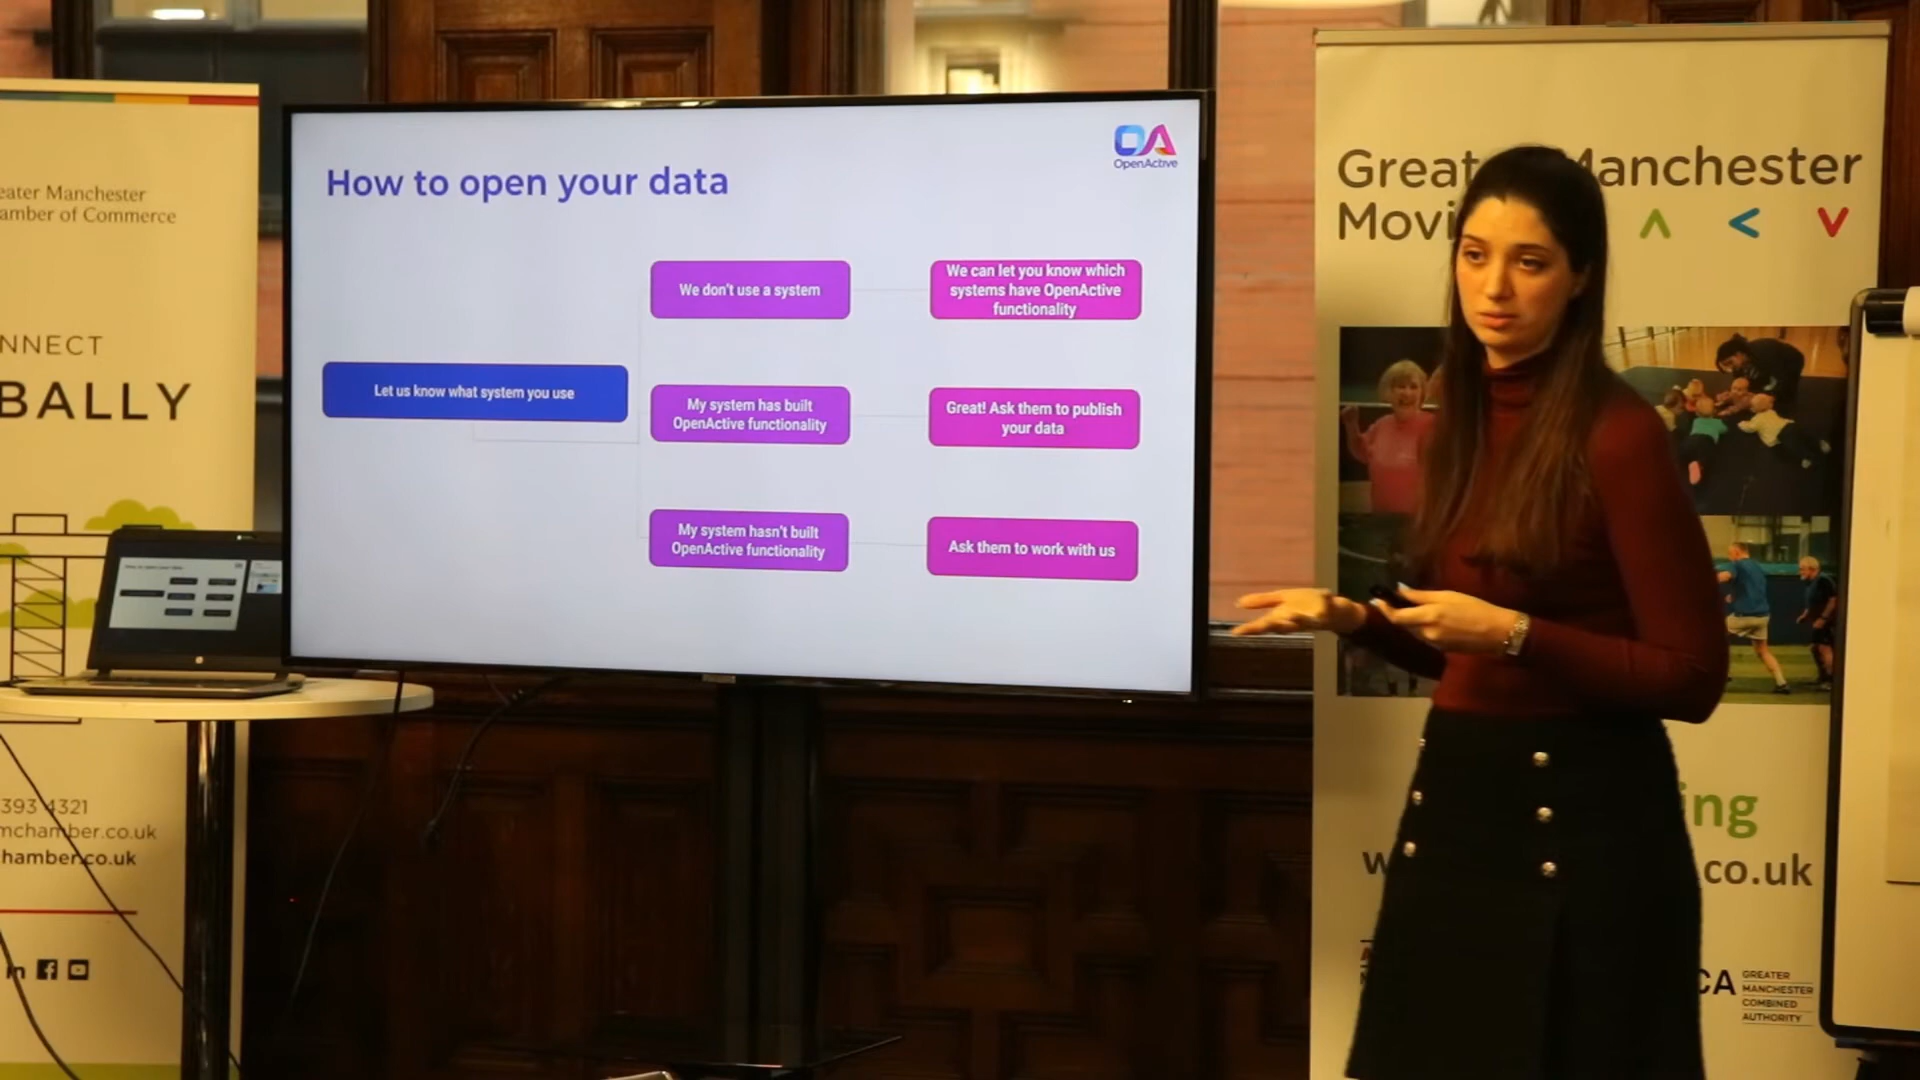 eater Manchester
amber of Commerce
NNECT
BALLY
393 4321
mchamber.co.uk
hamber.co.uk
in
How to open your data
OA
OpenActive
Let us know what system you use
We don't use a system
We can let you know which
systems have OpenActive
functionality
My system has built
OpenActive functionality
Great! Ask them to publish
your data
My system hasn't built
OpenActive functionality
Ask them to work with us
Greater Manchester
Movi
ing
w
.co.uk
CA
GREATER
MANCHESTER
COMBINED
AUTHORITY